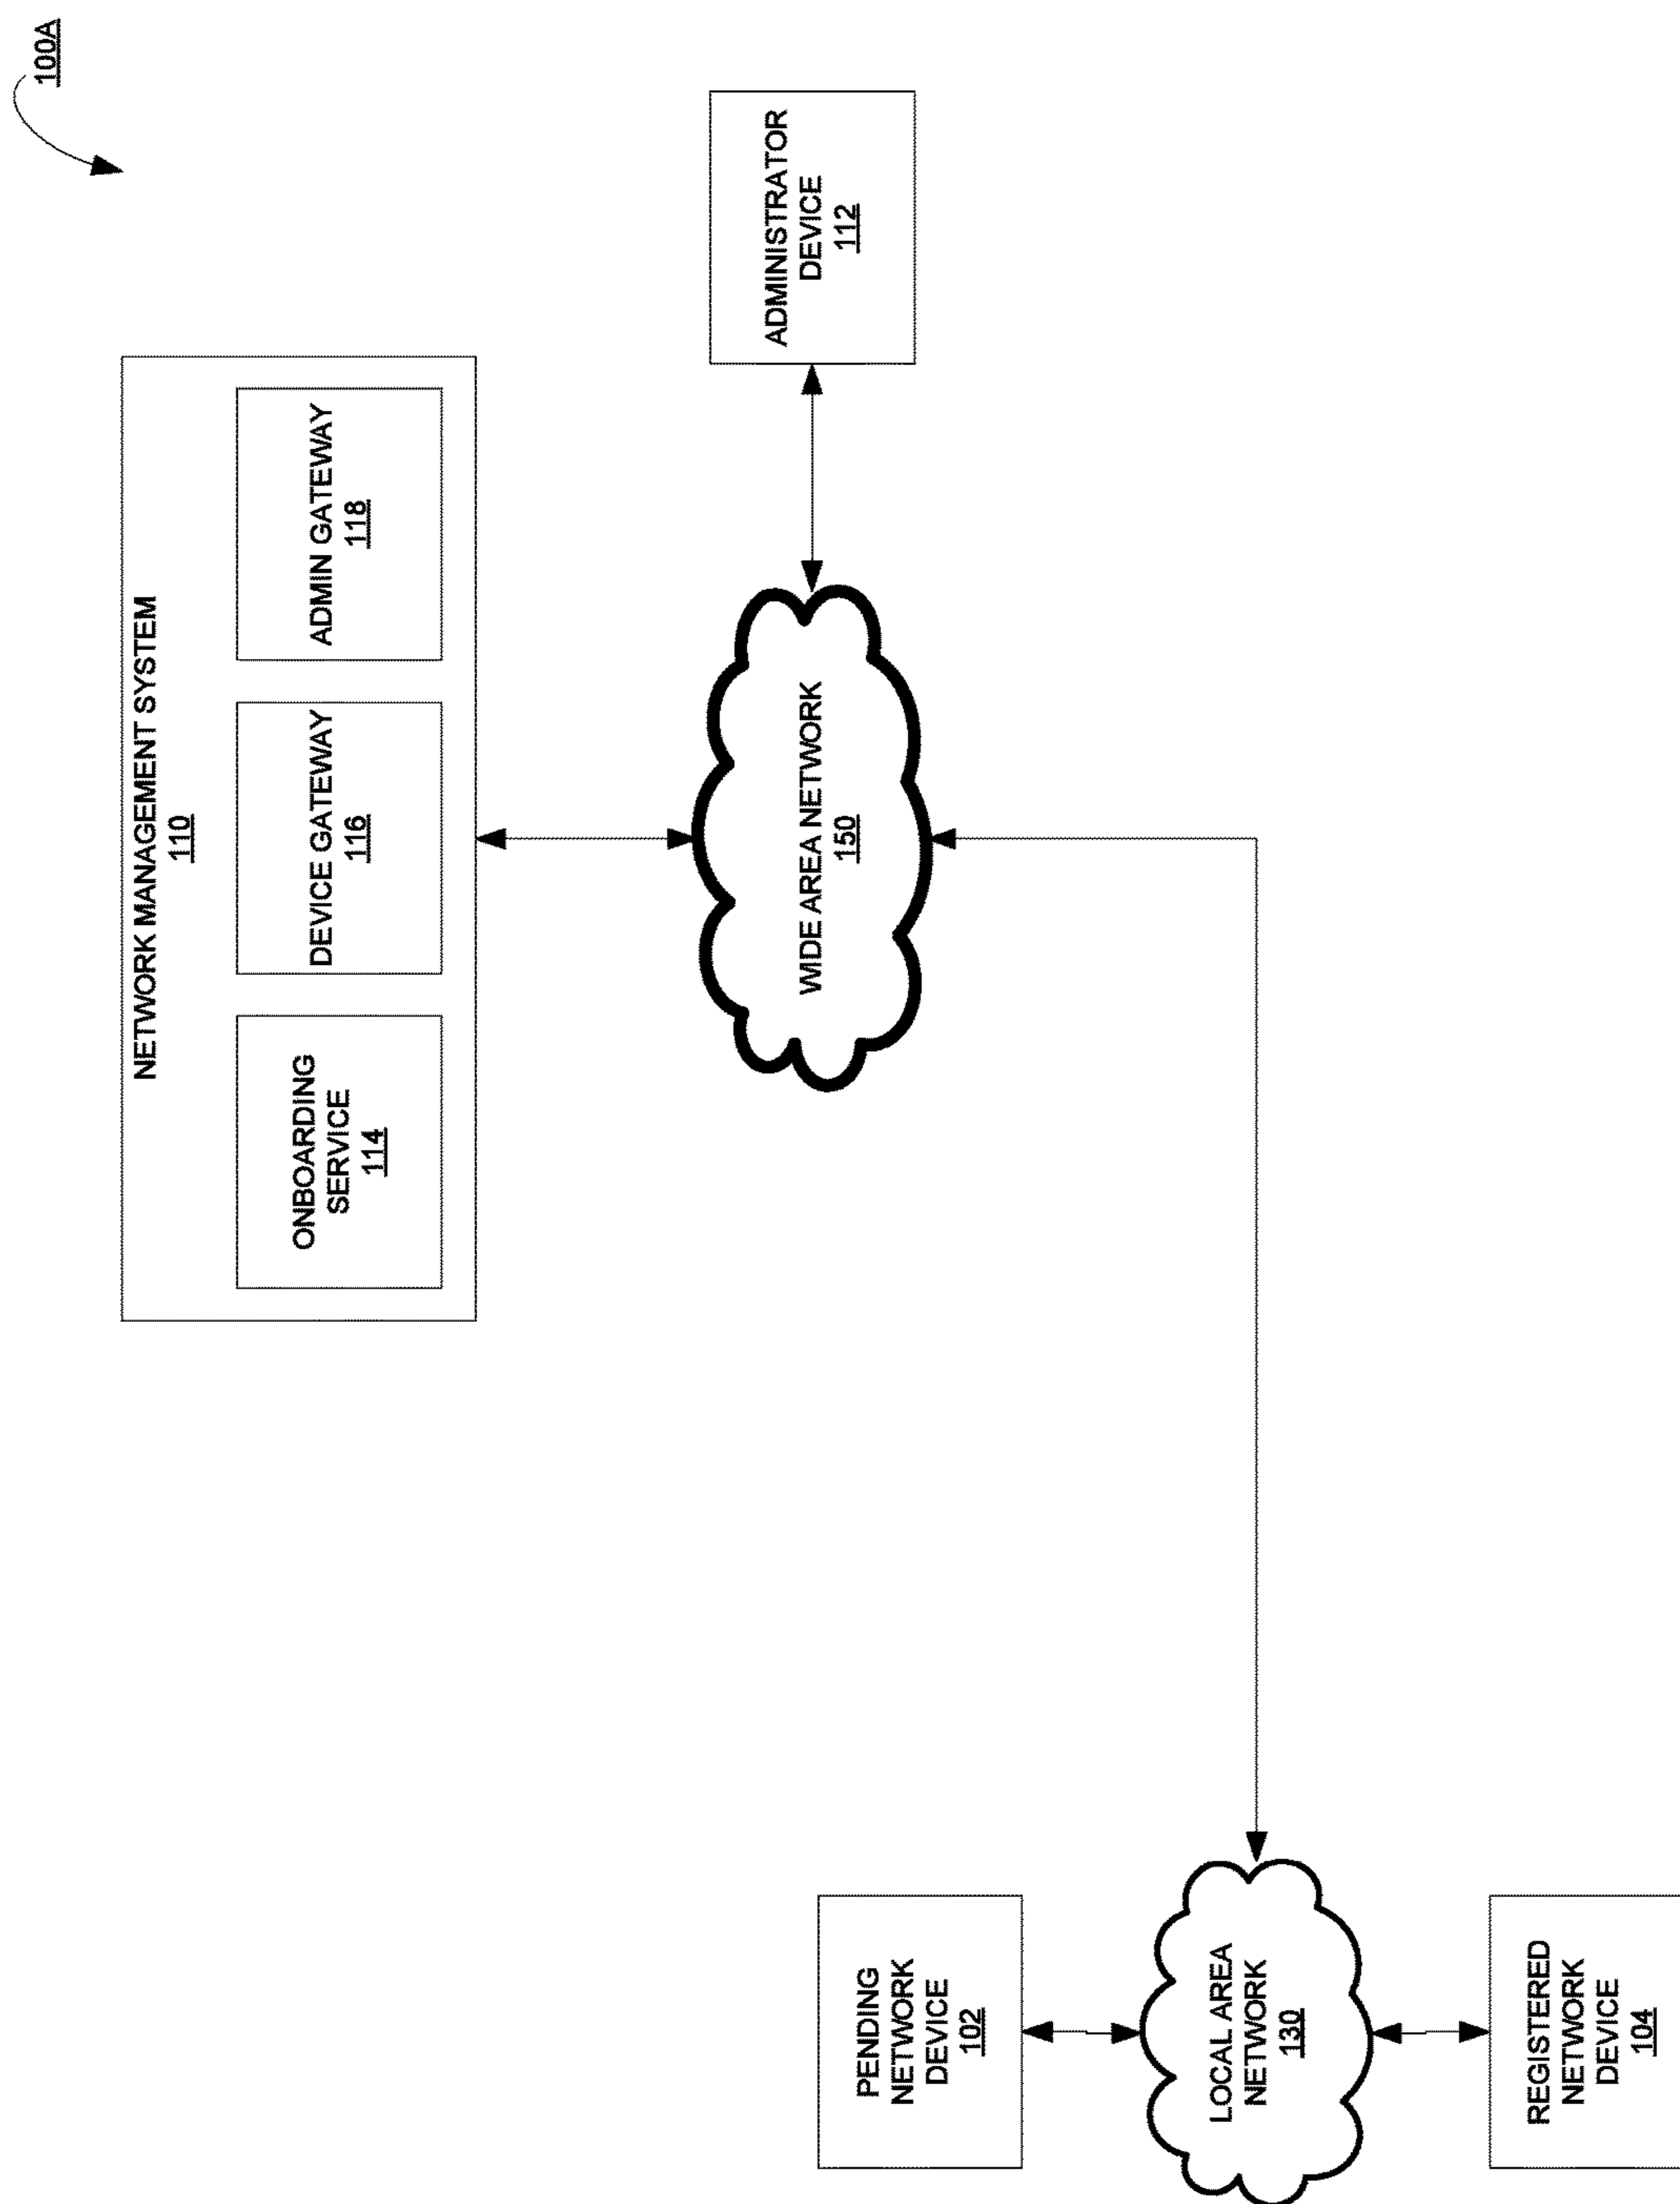 100A
NETWORK MANAGEMENT SYSTEM
110
ONBOARDING
SERVICE
114
DEVICE GATEWAY
116
ADMIN GATEWAY
118
WIDE AREA NETWORK
150
ADMINISTRATOR
DEVICE
112
PENDING
NETWORK
DEVICE
102
LOCAL AREA
NETWORK
130
REGISTERED
NETWORK
DEVICE
104